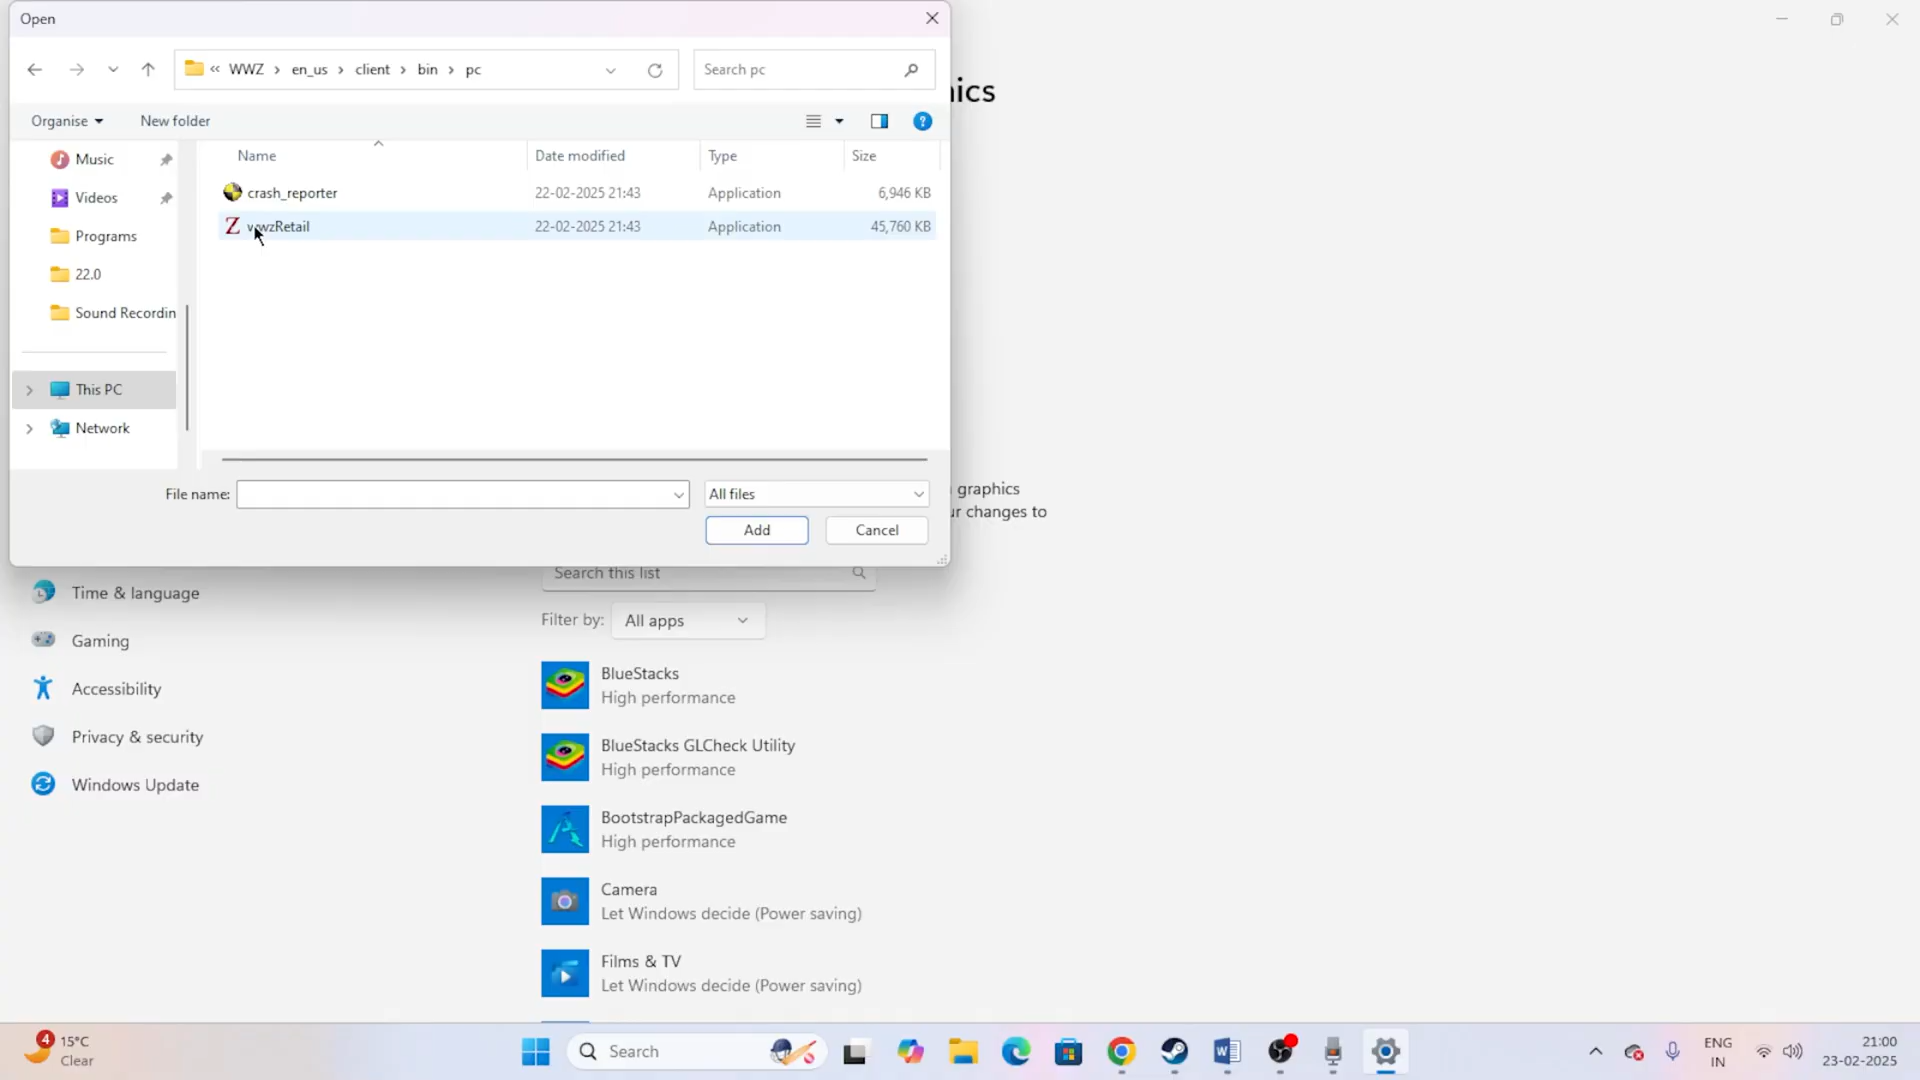 Open
WWZ > en_us > client > bin > pc
Search pc
Organise
New folder
Name
Date modified
Type
Size
crash_reporter
22-02-2025 21:43
Application
6,946 KB
wwzRetail
22-02-2025 21:43
Application
45,760 KB
Music
Videos
Programs
22.0
Sound Recordin
This PC
Network
File name:
All files
Add
Cancel
ics
graphics
ur changes to
Search this list
Filter by:
All apps
Time & language
Gaming
Accessibility
Privacy & security
Windows Update
BlueStacks
High performance
BlueStacks GLCheck Utility
High performance
BootstrapPackagedGame
High performance
Camera
Let Windows decide (Power saving)
Films & TV
Let Windows decide (Power saving)
4
15°C
Clear
Search
ENG
IN
21:00
23-02-2025